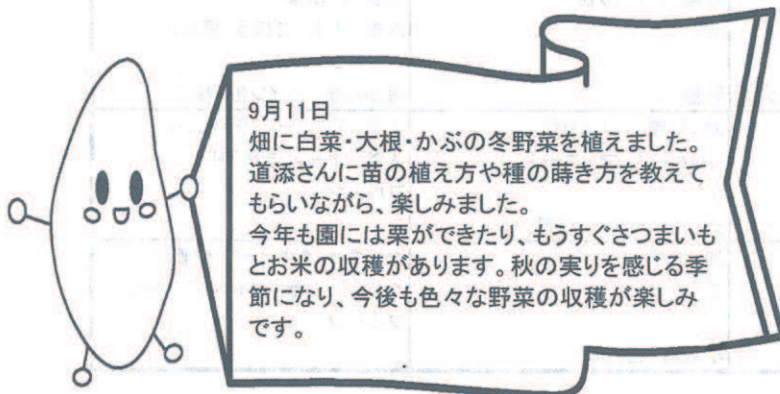 9月11日
畑に白菜・大根・かぶの冬野菜を植えました。
道添さんに苗の植え方や種の蒔き方を教えて
もらいながら、楽しみました。
今年も園には栗ができたり、もうすぐさつまいも
とお米の収穫があります。秋の実りを感じる季
節になり、今後も色々な野菜の収穫が楽しみ
です。